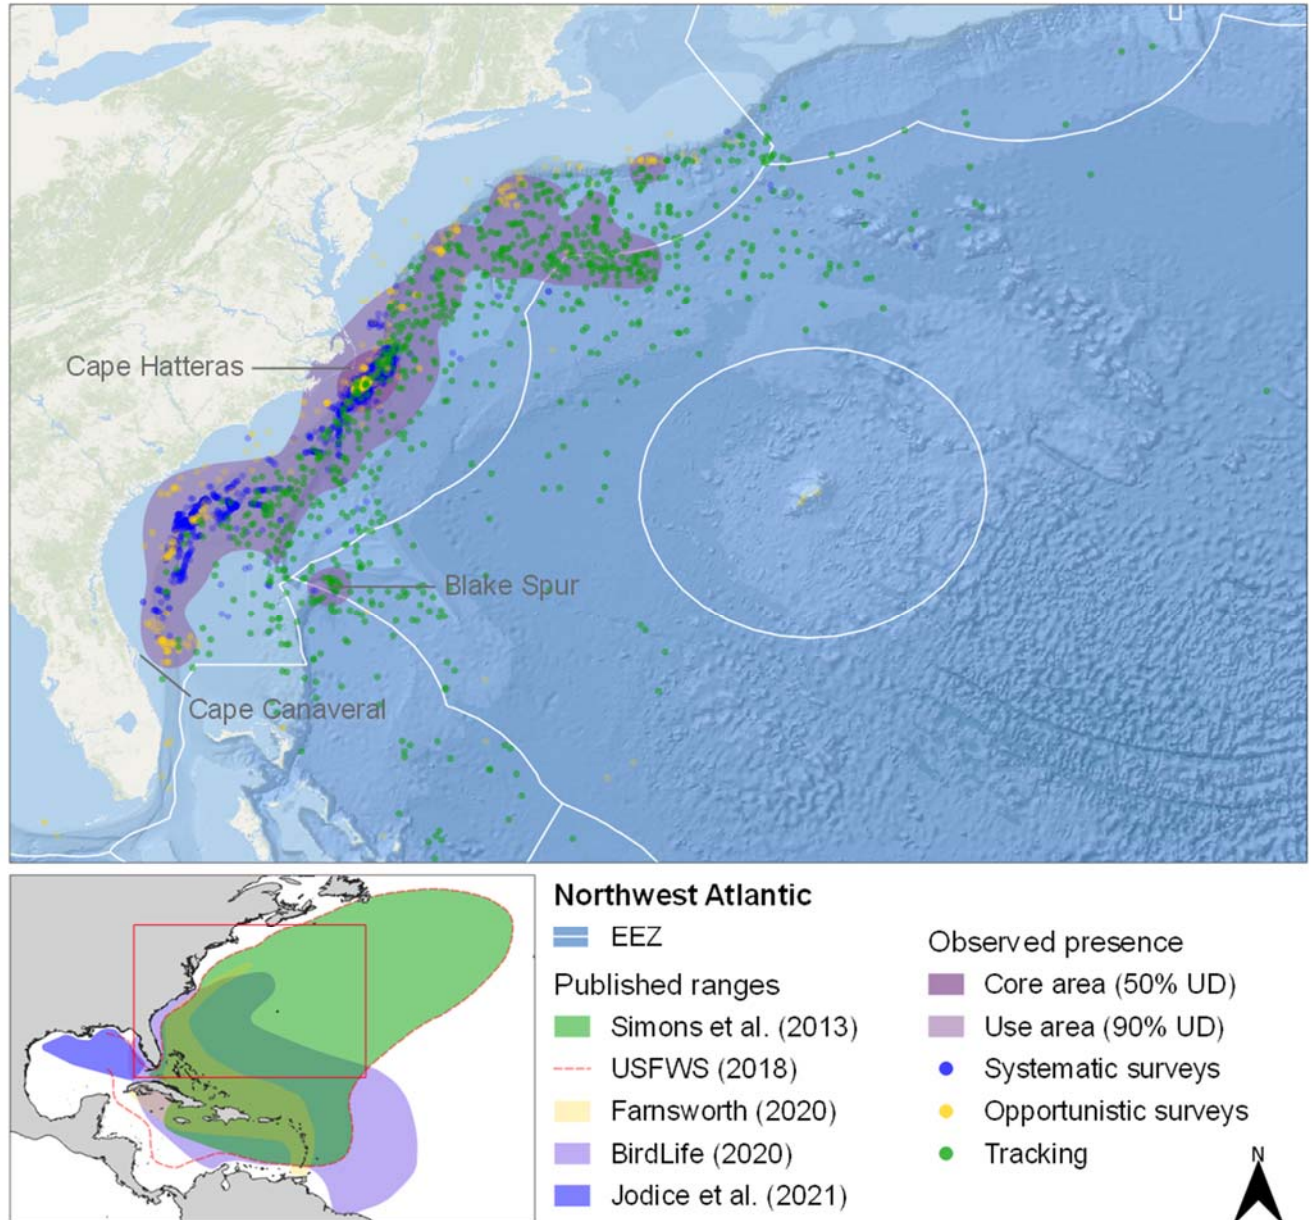 Cape Hatteras
Blake Spur
Cape Canaveral
Northwest Atlantic
EEZ
Published ranges
Simons et al. (2013)
USFWS (2018)
Farnsworth (2020)
BirdLife (2020)
Jodice et al. (2021)
Observed presence
Core area (50% UD)
Use area (90% UD)
Systematic surveys
Opportunistic surveys
Tracking
N